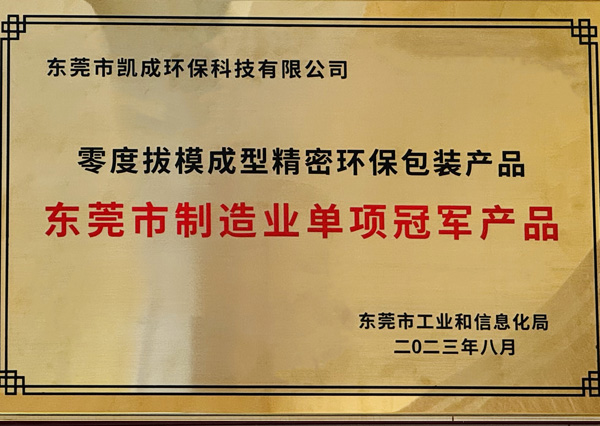 东莞市凯成环保科技有限公司
零度拔模成型精密环保包装产品
东莞市制造业单项冠军产品
东莞市工业和信息化局
二0二三年八月